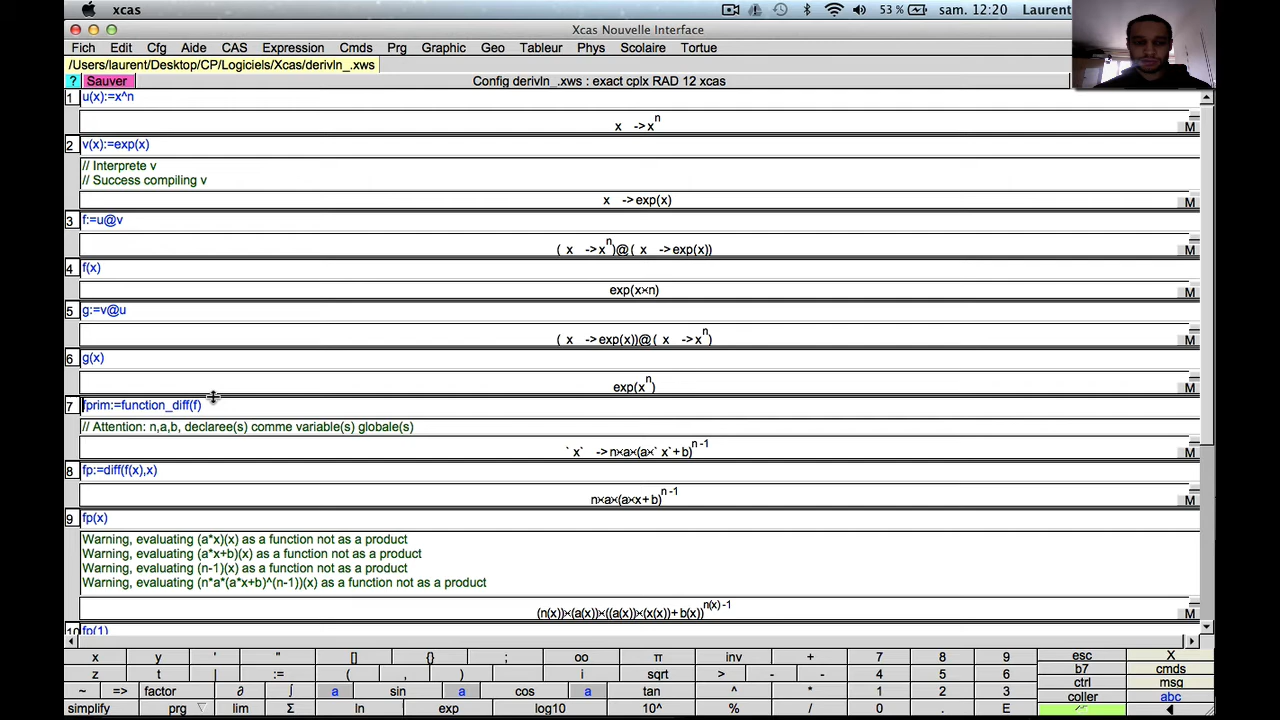 xcas
53 %
sam. 12:20
Laurent
Xcas Nouvelle Interface
Fich Edit Cfg Aide CAS Expression Cmds Prg Graphic Geo Tableur Phys Scolaire Tortue
/Users/laurent/Desktop/CP/Logiciels/Xcas/derivln_.xws
? Sauver Config derivln_.xws : exact cplx RAD 12 xcas
1 u(x):=x^n
x ->x^n M
2 v(x):=exp(x)
// Interprete v
// Success compiling v
x ->exp(x) M
3 f:=u@v
( x ->x^n)@( x ->exp(x)) M
4 f(x)
exp(x×n) M
5 g:=v@u
( x ->exp(x))@( x ->x^n) M
6 g(x)
exp(x^n) M
7 fprim:=function_diff(f)
// Attention: n,a,b, declaree(s) comme variable(s) globale(s)
` x` ->n×a×(a×` x`+b)^n -1 M
8 fp:=diff(f(x),x)
n×a×(a×x+b)^n -1 M
9 fp(x)
Warning, evaluating (a*x)(x) as a function not as a product
Warning, evaluating (a*x+b)(x) as a function not as a product
Warning, evaluating (n-1)(x) as a function not as a product
Warning, evaluating (n*a*(a*x+b)^(n-1))(x) as a function not as a product
(n(x))×(a(x))×((a(x))×(x(x))+b(x))^n(x) -1 M
10 fp(1)
x y ' " [] {} ; oo π inv + 7 8 9 esc X
z t | := ( , ) i sqrt > - - 4 5 6 b7 cmds
ctrl msg
~ => factor ∂ ∫ a sin a cos a tan ^ * 1 2 3 coller abc
simplify prg lim Σ ln exp log10 10^ % / 0 . E